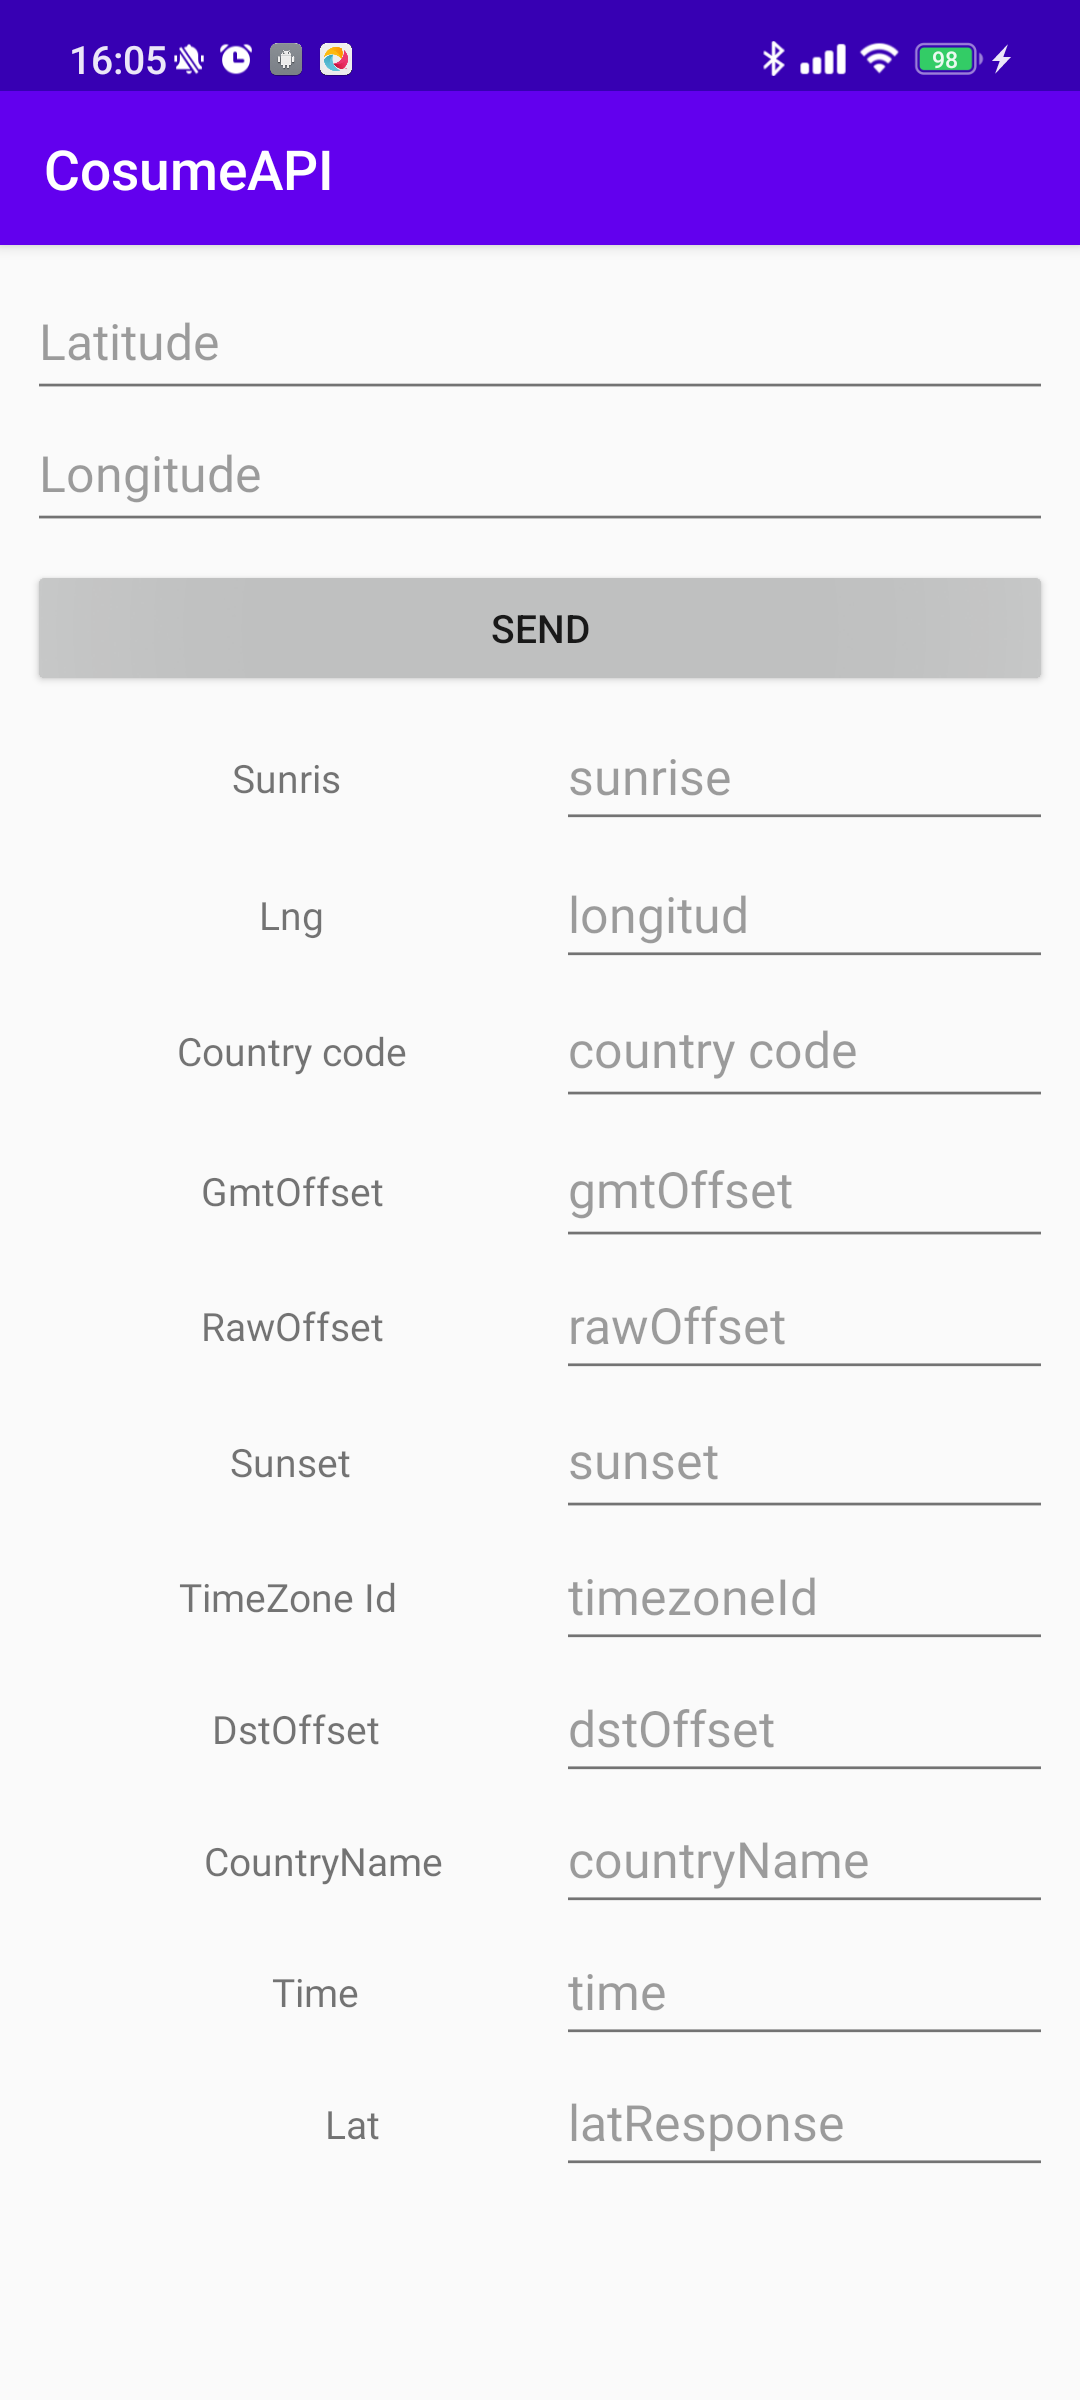 16:05 98
CosumeAPI
Latitude
Longitude
SEND
Sunris sunrise
Lng longitud
Country code country code
GmtOffset gmtOffset
RawOffset rawOffset
Sunset sunset
TimeZone Id timezoneId
DstOffset dstOffset
CountryName countryName
Time time
Lat latResponse